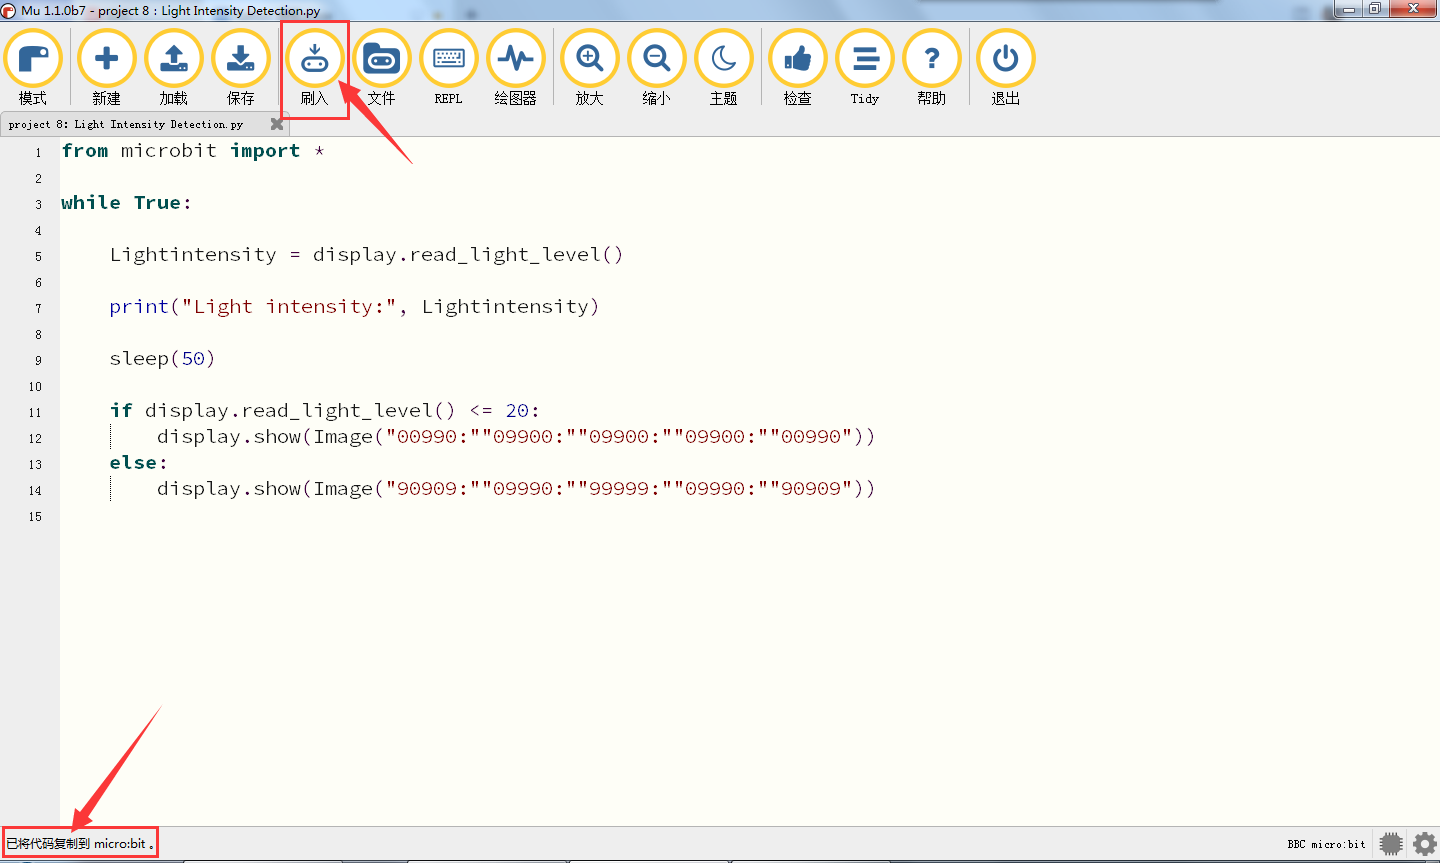 Mu 1.1.0b7 - project 8 : Light Intensity Detection.py
模式 新建 加载 保存 刷入 文件 REPL 绘图器 放大 缩小 主题 检查 Tidy 帮助 退出
project 8: Light Intensity Detection.py
1 from microbit import *
2
3 while True:
4
5 Lightintensity = display.read_light_level()
6
7 print("Light intensity:", Lightintensity)
8
9 sleep(50)
10
11 if display.read_light_level() <= 20:
12 display.show(Image("00990:""09900:""09900:""09900:""00990"))
13 else:
14 display.show(Image("90909:""09990:""99999:""09990:""90909"))
15
已将代码复制到 micro:bit 。
BBC micro:bit